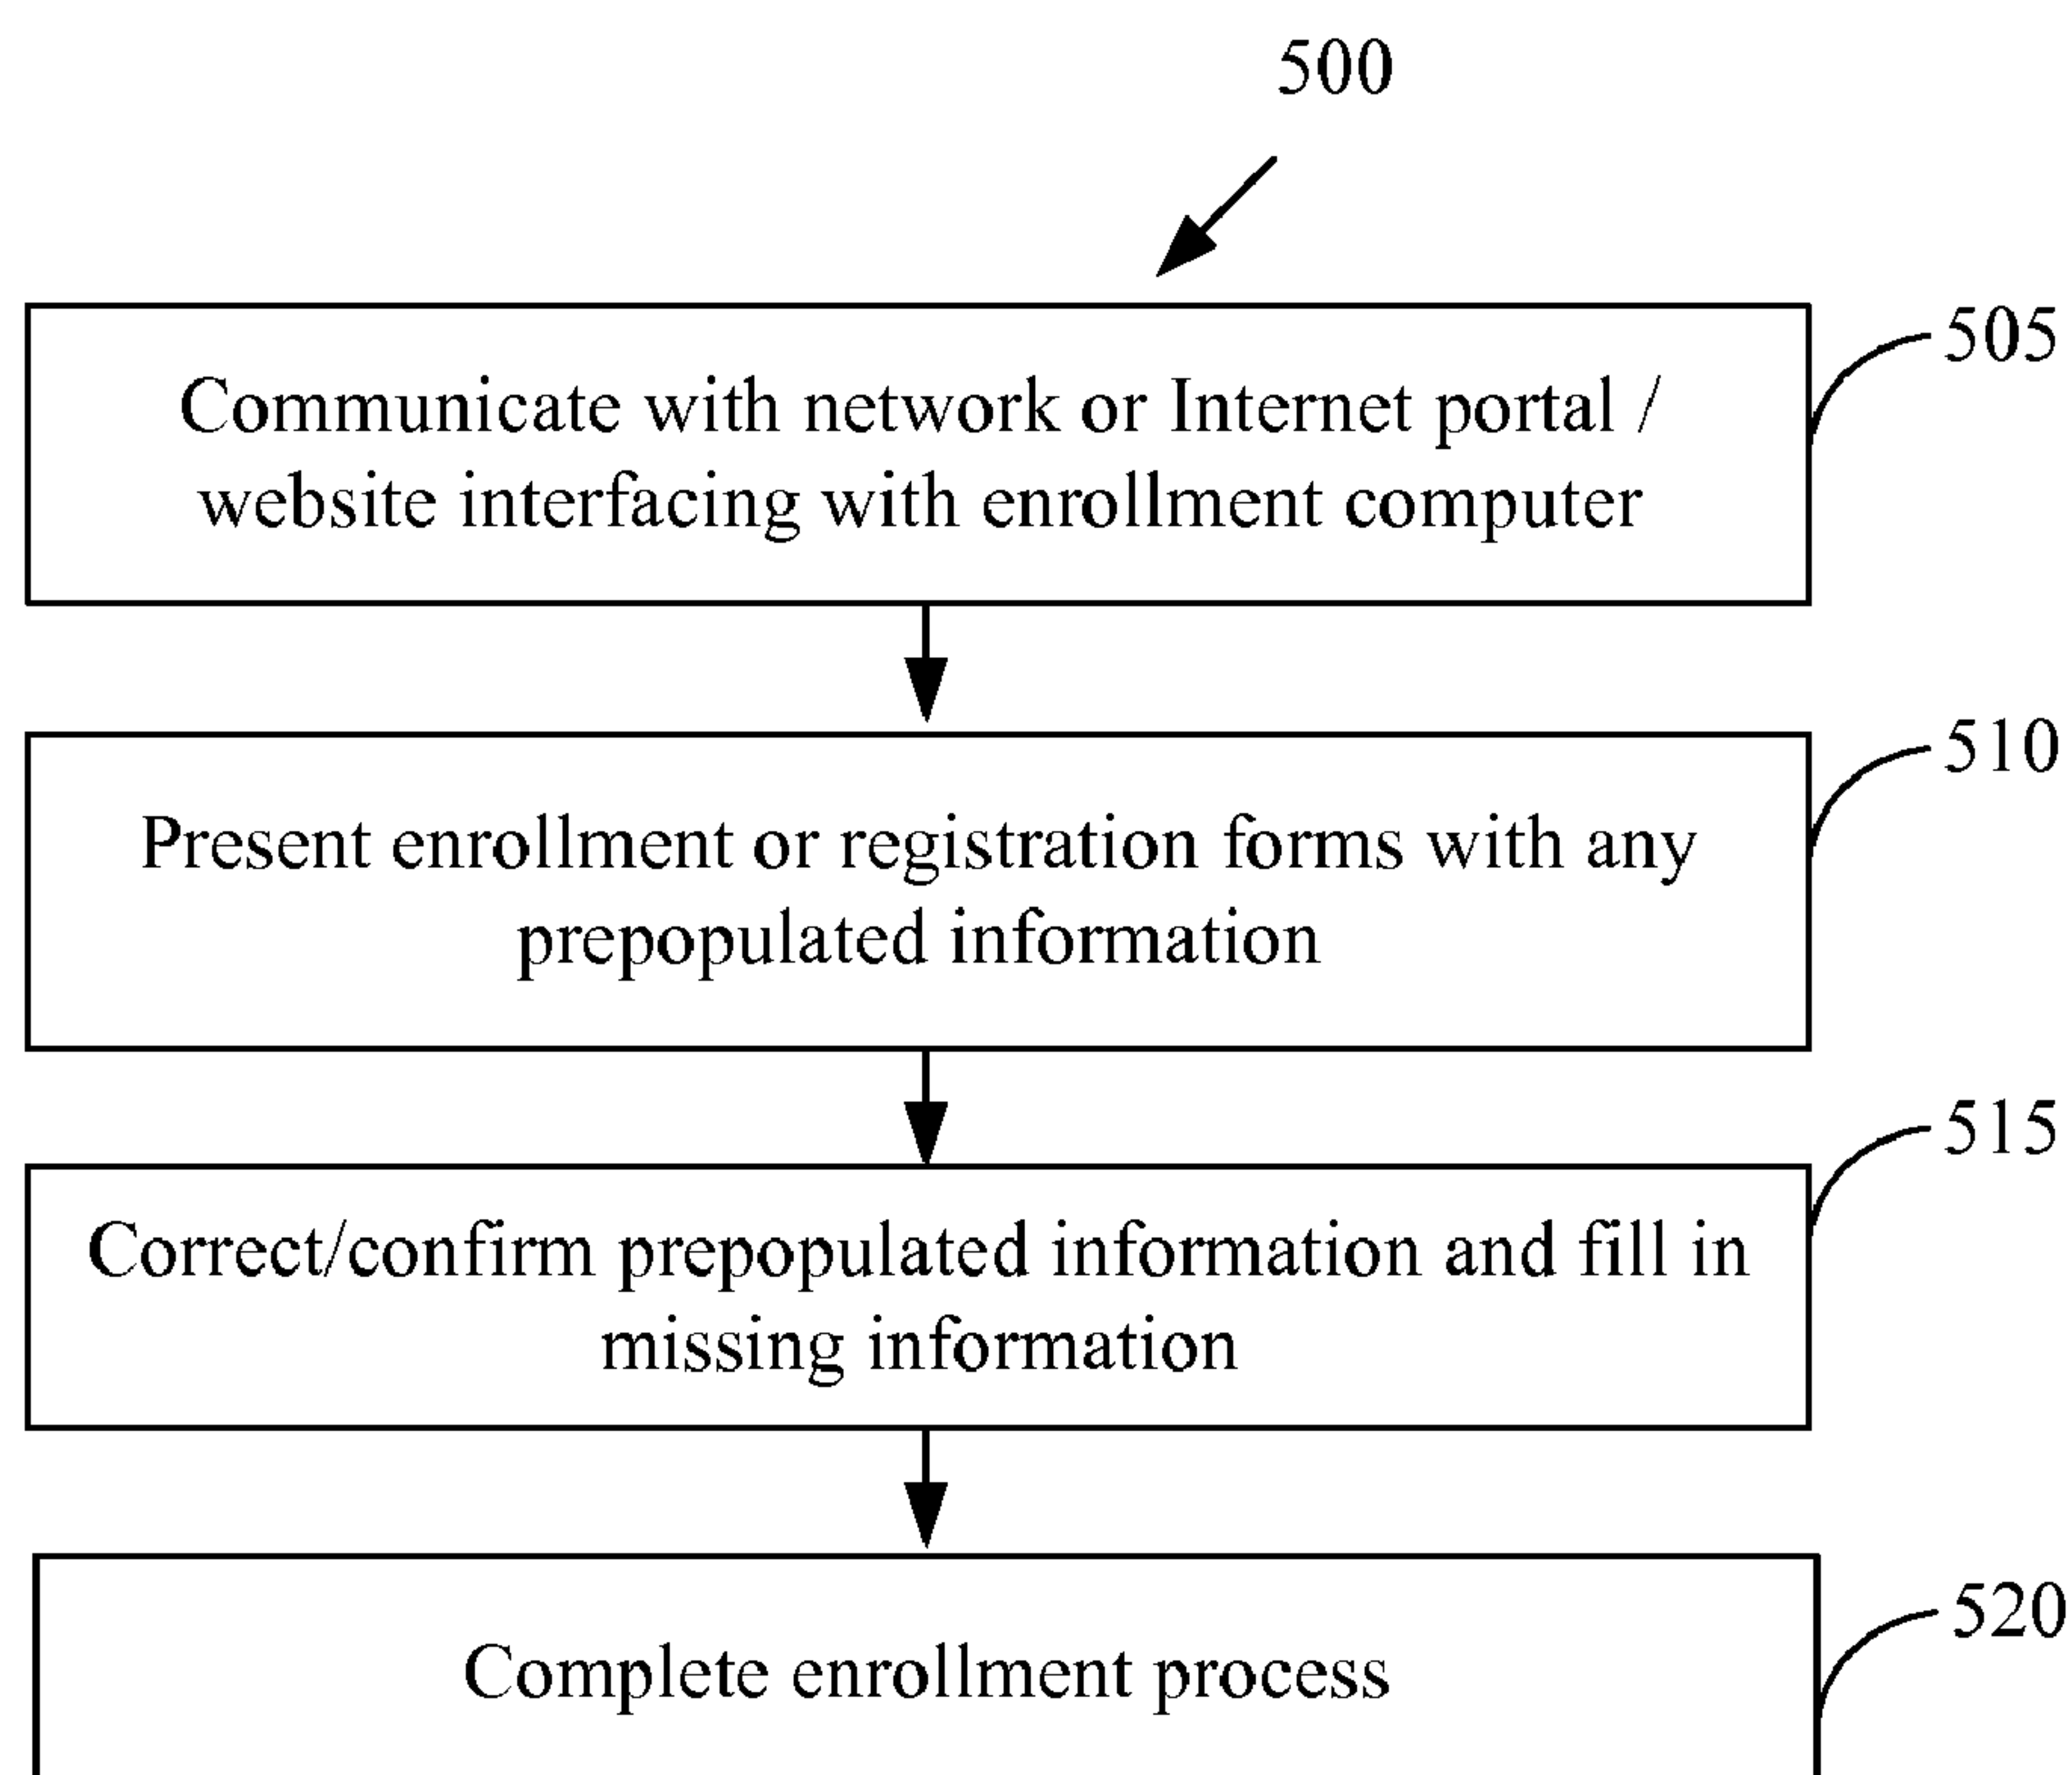 500
505
Communicate with network or Internet portal /
website interfacing with enrollment computer
510
Present enrollment or registration forms with any
prepopulated information
515
Correct/confirm prepopulated information and fill in
missing information
520
Complete enrollment process